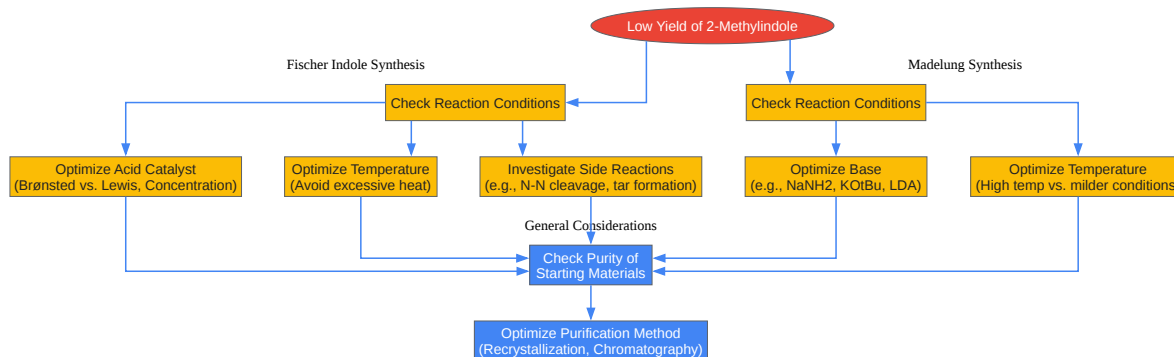 Low Yield of 2-Methylindole
Fischer Indole Synthesis
Madelung Synthesis
Check Reaction Conditions
Check Reaction Conditions
Optimize Acid Catalyst
(Brønsted vs. Lewis, Concentration)
Optimize Temperature
(Avoid excessive heat)
Investigate Side Reactions
(e.g., N-N cleavage, tar formation)
Optimize Base
(e.g., NaNH2, KOtBu, LDA)
Optimize Temperature
(High temp vs. milder conditions)
General Considerations
Check Purity of
Starting Materials
Optimize Purification Method
(Recrystallization, Chromatography)